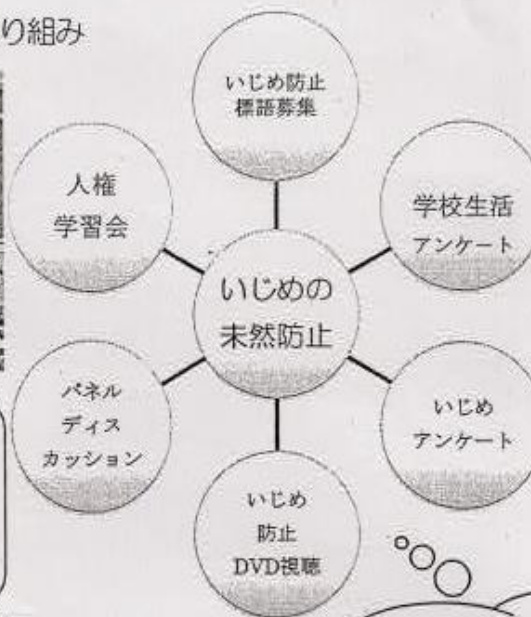 り組み
いじめ防止
標語募集
人権
学習会
学校生活
アンケート
いじめの
未然防止
パネル
ディス
カッション
いじめ
アンケート
いじめ
防止
DVD視聴